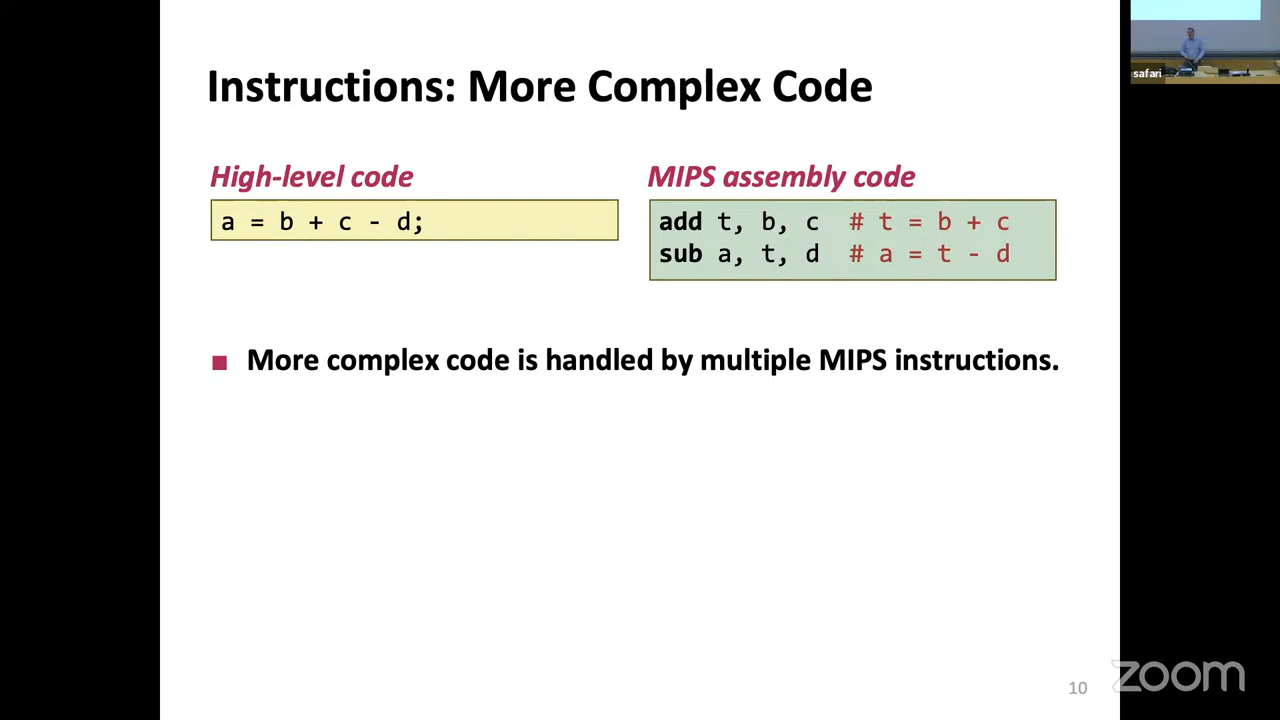 Instructions: More Complex Code
High-level code
a = b + c - d;
MIPS assembly code
add t, b, c # t = b + c
sub a, t, d # a = t - d
More complex code is handled by multiple MIPS instructions.
10
safari
zoom